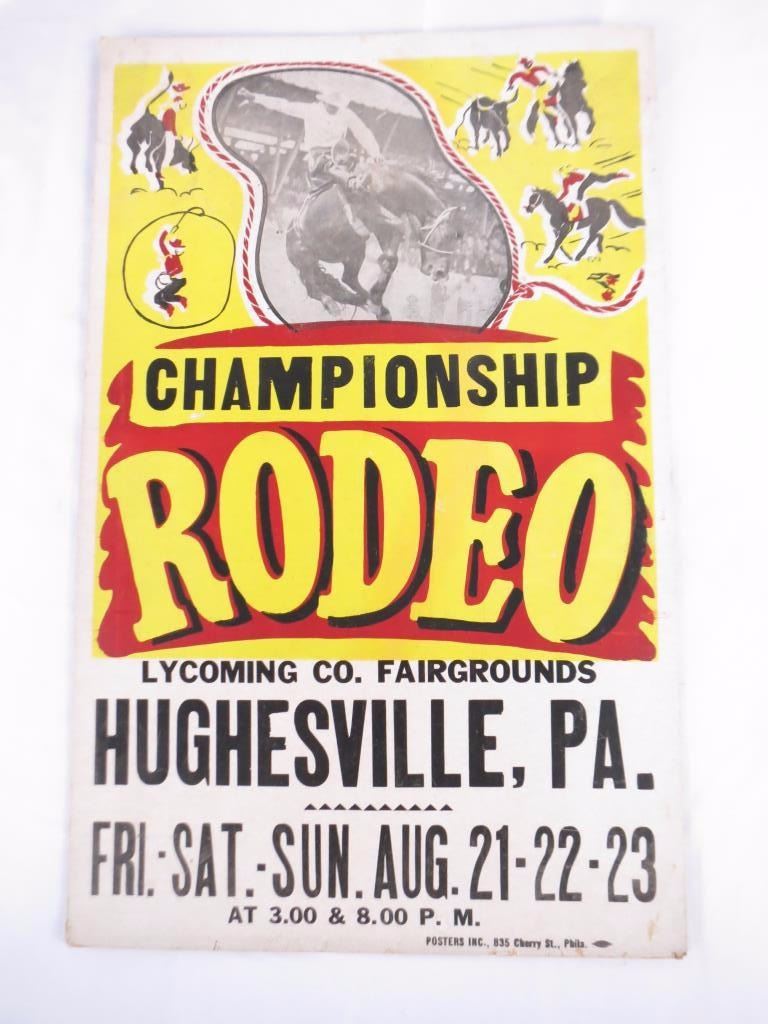 CHAMPIONSHIP
RODEO
LYCOMING CO. FAIRGROUNDS
HUGHESVILLE, PA.
FRI.-SAT.-SUN. AUG. 21-22-23
AT 3.00 & 8.00 P. M.
POSTERS INC., 835 Cherry St., Phila.